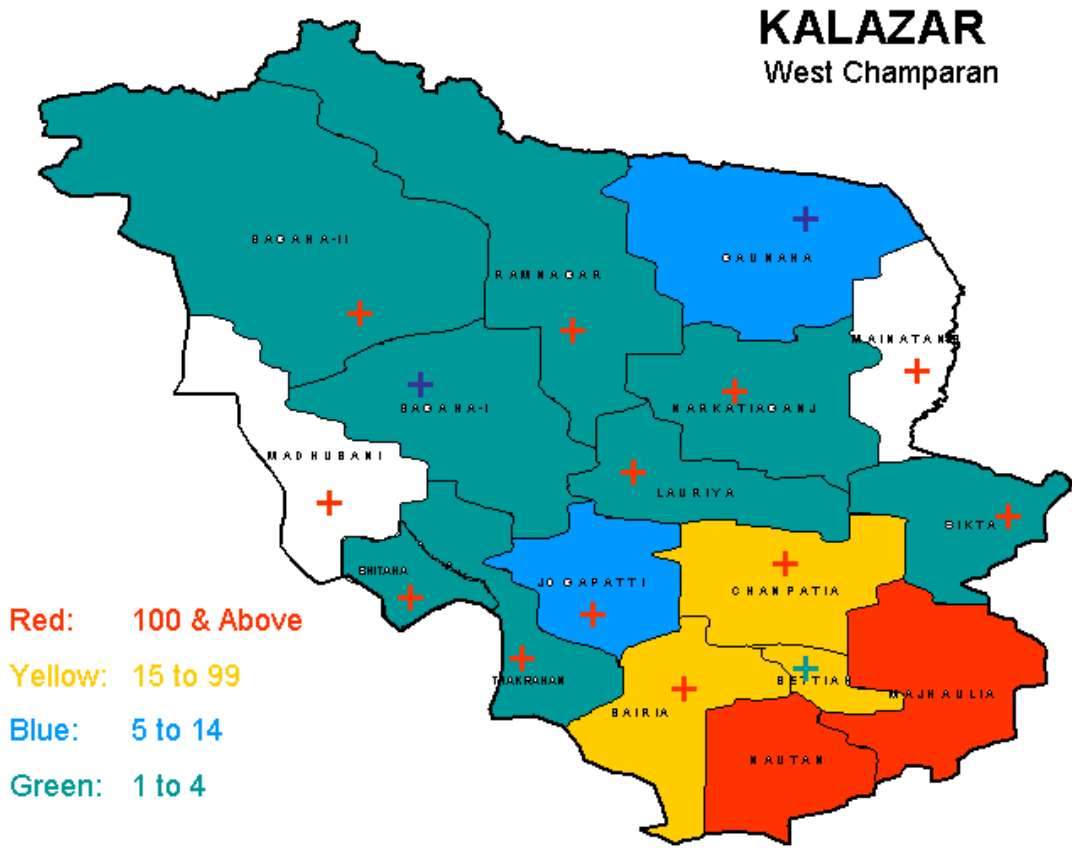 KALAZAR
West Champaran
BAGAHA-II
GAUNAHA
RAMNAGAR
MAINATAND
BAGAHA-I
NARKATIAGANJ
MADHUBANI
LAURIYA
SIKTA
BHITAHA
JOGAPATTI
CHANPATIA
THAKRAHAN
BETTIAH
MAJHAULIA
BAIRIA
NAUTAN
Red: 100 & Above
Yellow: 15 to 99
Blue: 5 to 14
Green: 1 to 4